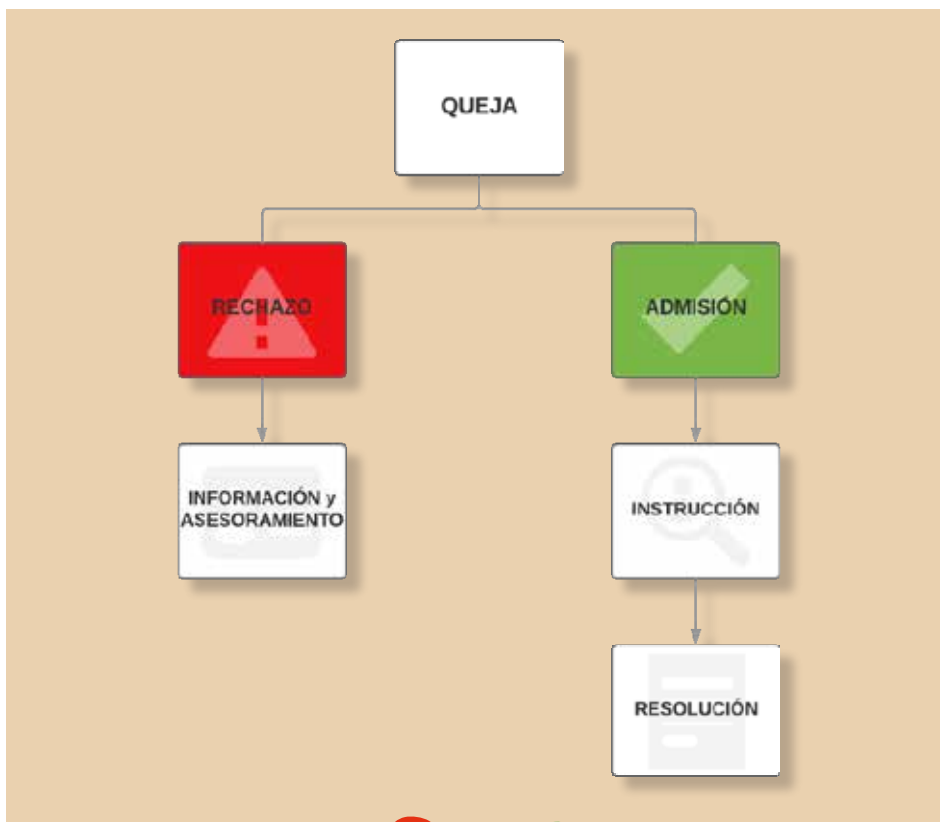 QUEJA
RECHAZO
ADMISIÓN
INFORMACIÓN y
ASESORAMIENTO
INSTRUCCIÓN
RESOLUCIÓN